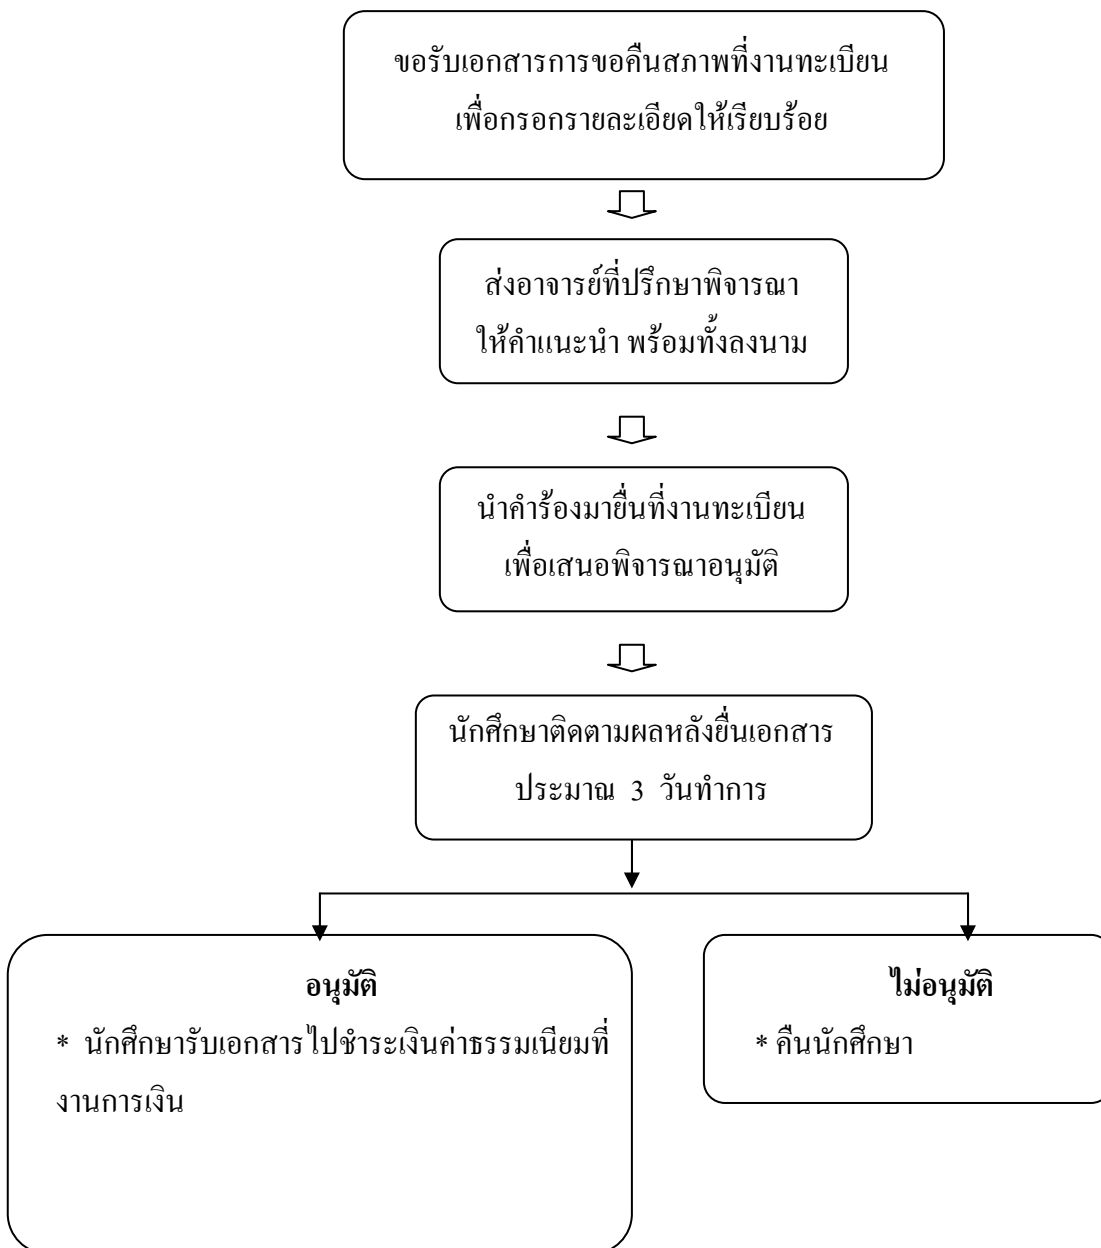 ขอรับเอกสารการขอคืนสภาพที่งานทะเบียน
เพื่อกรอกรายละเอียดให้เรียบร้อย
ส่งอาจารย์ที่ปรึกษาพิจารณา
ให้คำแนะนำ พร้อมทั้งลงนาม
นำคำร้องมายื่นที่งานทะเบียน
เพื่อเสนอพิจารณาอนุมัติ
นักศึกษาติดตามผลหลังยื่นเอกสาร
ประมาณ 3 วันทำการ
อนุมัติ
* นักศึกษารับเอกสารไปชำระเงินค่าธรรมเนียมที่
งานการเงิน
ไม่อนุมัติ
* คืนนักศึกษา